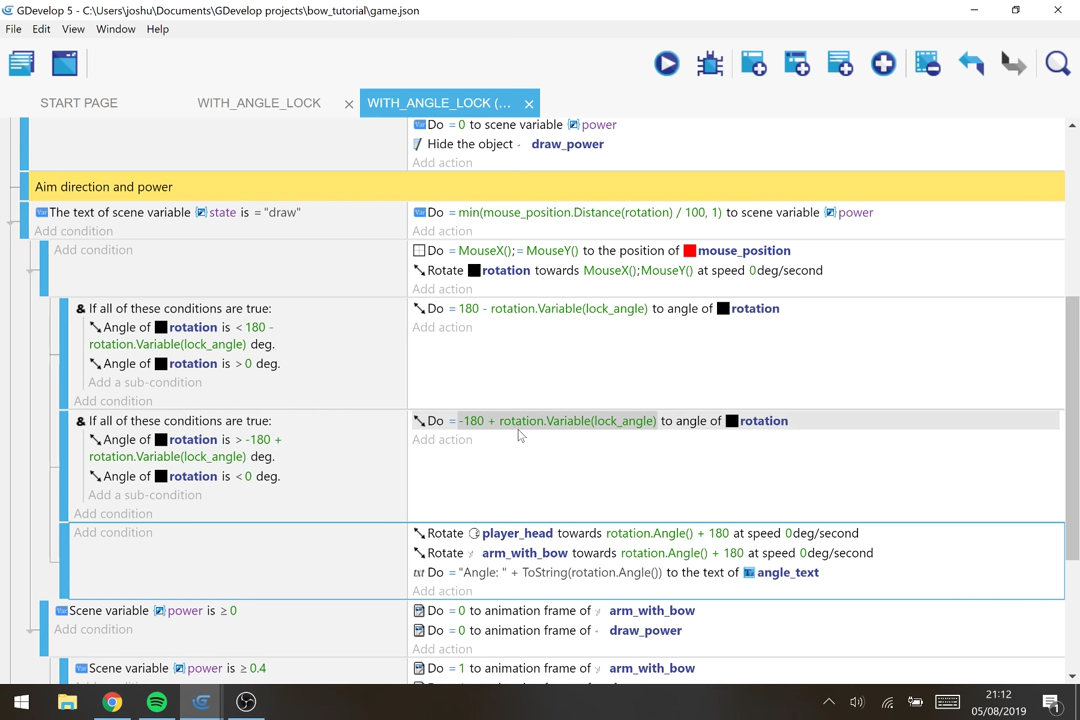 GDevelop 5 - C:\Users\joshu\Documents\GDevelop projects\bow_tutorial\game.json
File Edit View Window Help
START PAGE WITH_ANGLE_LOCK WITH_ANGLE_LOCK (...
Do = 0 to scene variable power
Hide the object draw_power
Add action
Aim direction and power
The text of scene variable state is = "draw"
Add condition
Do = min(mouse_position.Distance(rotation) / 100, 1) to scene variable power
Add action
Add condition
Do = MouseX();= MouseY() to the position of mouse_position
Rotate rotation towards MouseX();MouseY() at speed 0deg/second
Add action
& If all of these conditions are true:
Angle of rotation is < 180 -
rotation.Variable(lock_angle) deg.
Angle of rotation is > 0 deg.
Add a sub-condition
Add condition
Do = 180 - rotation.Variable(lock_angle) to angle of rotation
Add action
& If all of these conditions are true:
Angle of rotation is > -180 +
rotation.Variable(lock_angle) deg.
Angle of rotation is < 0 deg.
Add a sub-condition
Add condition
Do = -180 + rotation.Variable(lock_angle) to angle of rotation
Add action
Add condition
Rotate player_head towards rotation.Angle() + 180 at speed 0deg/second
Rotate arm_with_bow towards rotation.Angle() + 180 at speed 0deg/second
txt Do = "Angle: " + ToString(rotation.Angle()) to the text of angle_text
Add action
Scene variable power is ≥ 0
Add condition
Do = 0 to animation frame of arm_with_bow
Do = 0 to animation frame of draw_power
Add action
Scene variable power is ≥ 0.4
Do = 1 to animation frame of arm_with_bow
21:12
05/08/2019